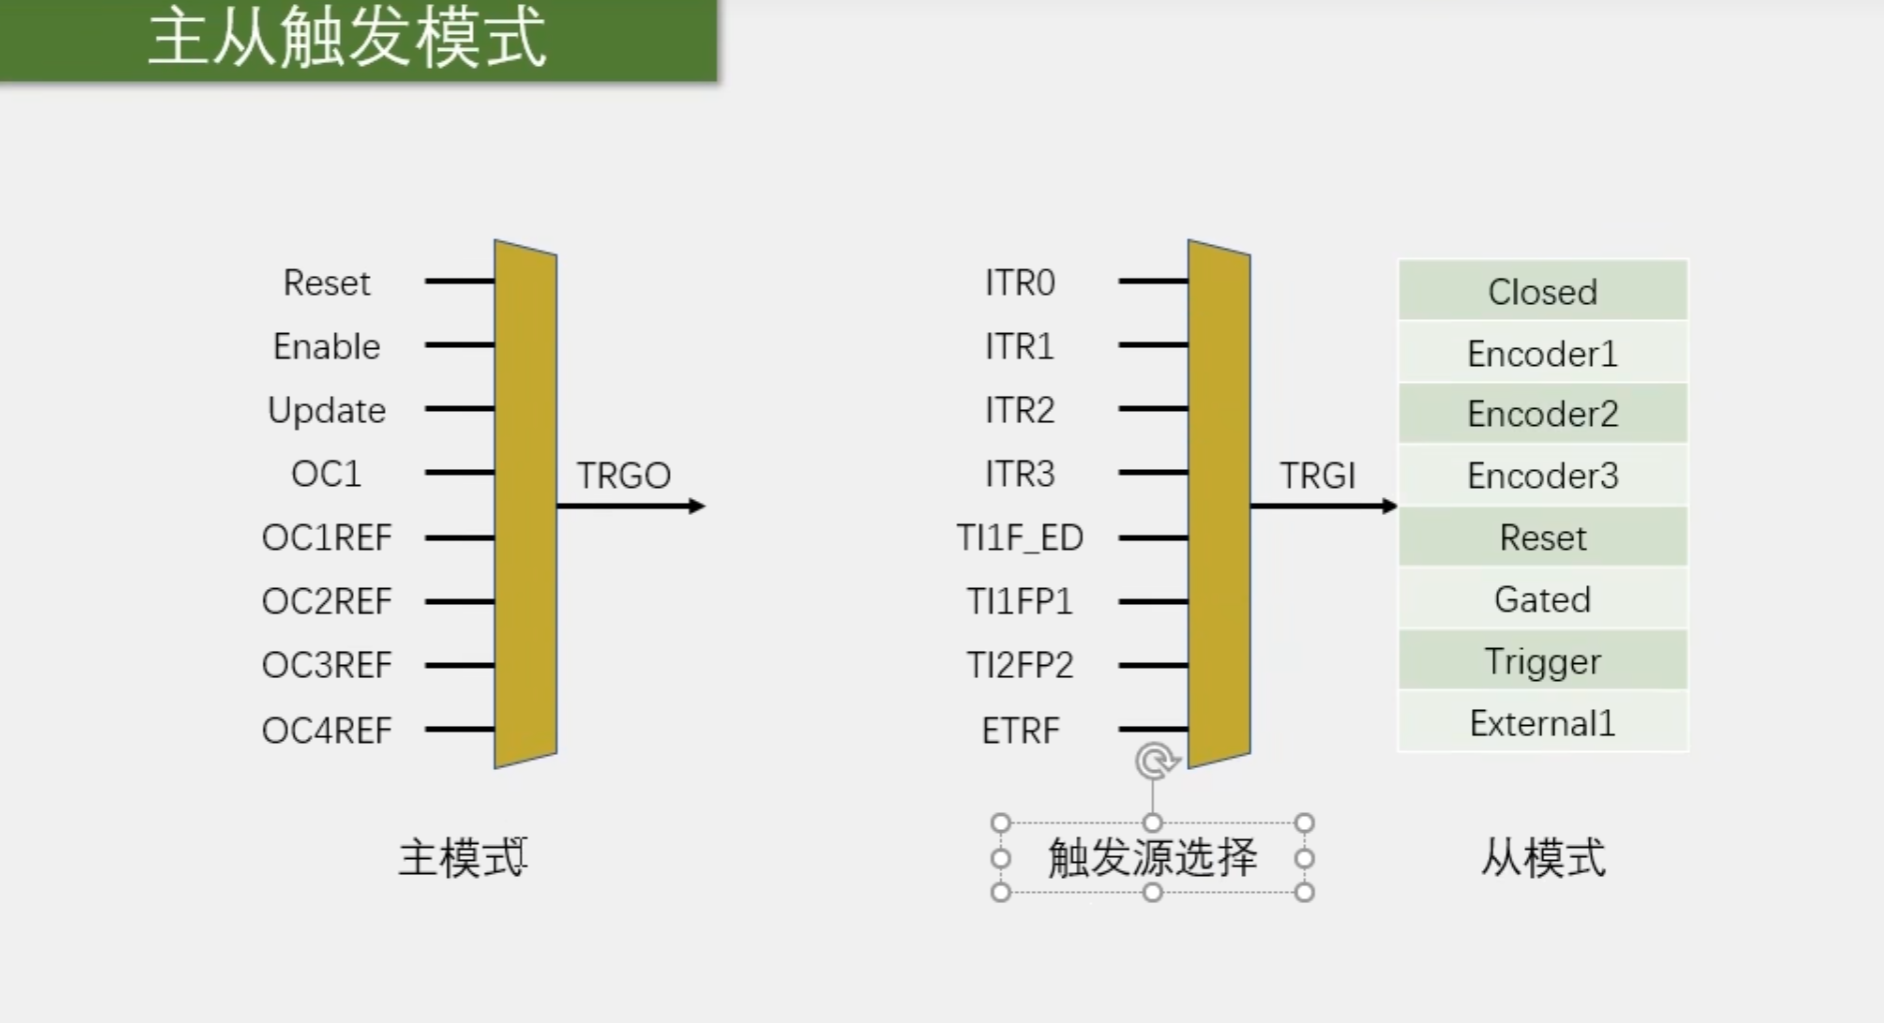 主从触发模式
Reset
Enable
Update
OC1
OC1REF
OC2REF
OC3REF
OC4REF
TRGO
主模式
ITR0
ITR1
ITR2
ITR3
TI1F_ED
TI1FP1
TI2FP2
ETRF
TRGI
触发源选择
Closed
Encoder1
Encoder2
Encoder3
Reset
Gated
Trigger
External1
从模式